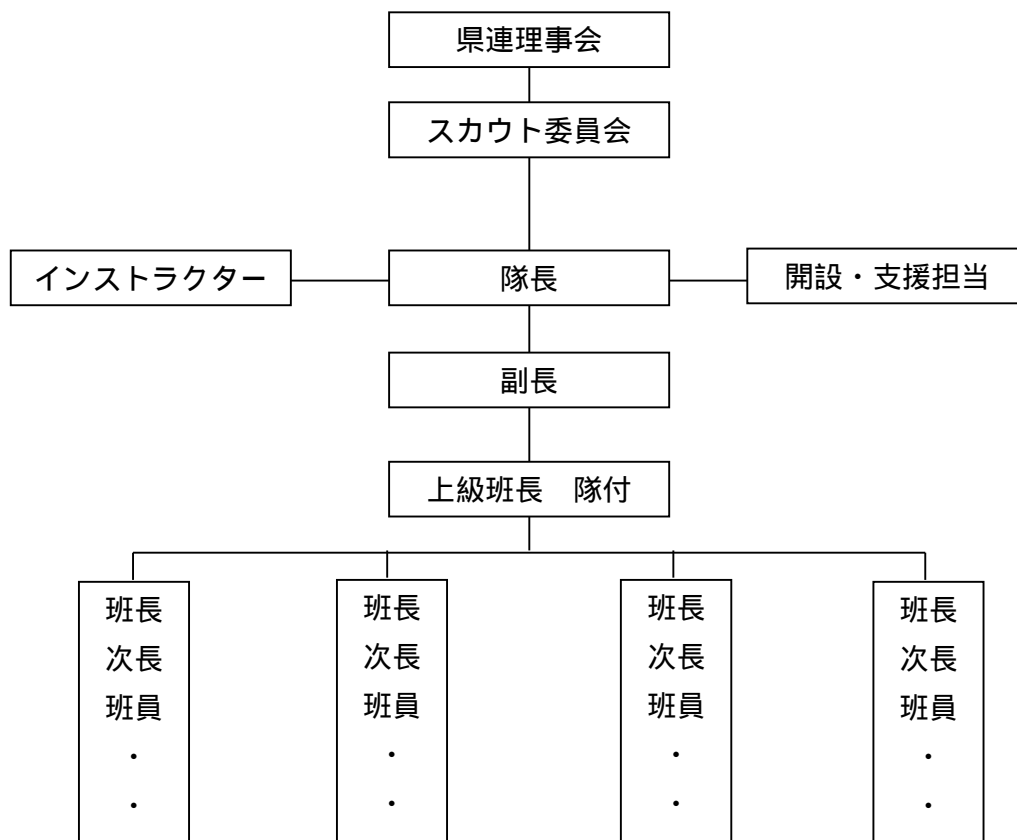 県連理事会
スカウト委員会
インストラクター
隊長
開設・支援担当
副長
上級班長　隊付
班長
次長
班員
・
・
班長
次長
班員
・
・
班長
次長
班員
・
・
班長
次長
班員
・
・